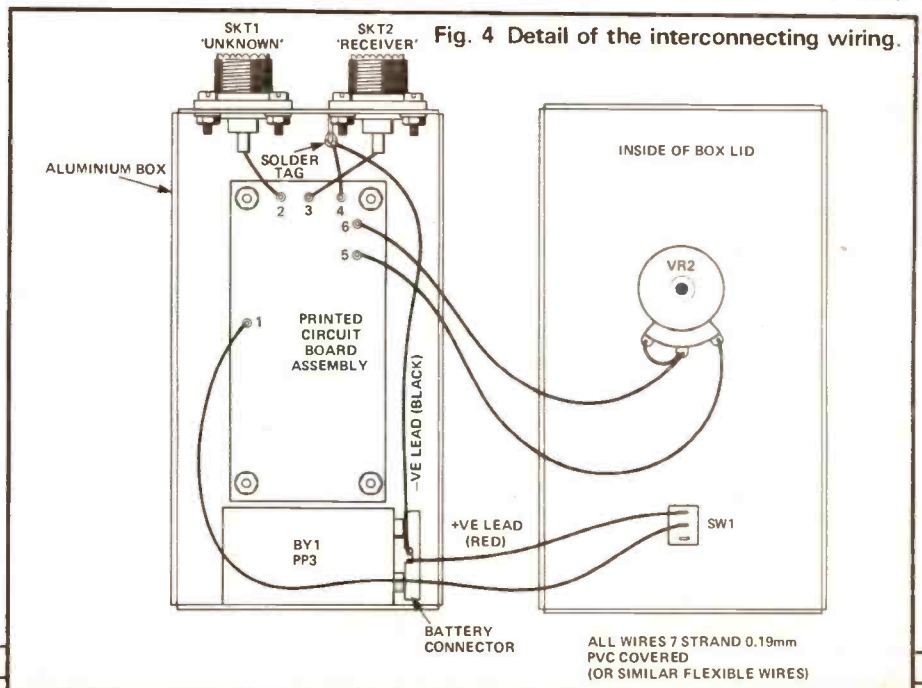 Fig. 4 Detail of the interconnecting wiring.
SKT1
'UNKNOWN'
SKT2
'RECEIVER'
ALUMINIUM BOX
SOLDER
TAG
2
3
4
6
5
1
PRINTED
CIRCUIT
BOARD
ASSEMBLY
–VE LEAD (BLACK)
BY1
PP3
+VE LEAD
(RED)
BATTERY
CONNECTOR
INSIDE OF BOX LID
VR2
SW1
ALL WIRES 7 STRAND 0.19mm
PVC COVERED
(OR SIMILAR FLEXIBLE WIRES)